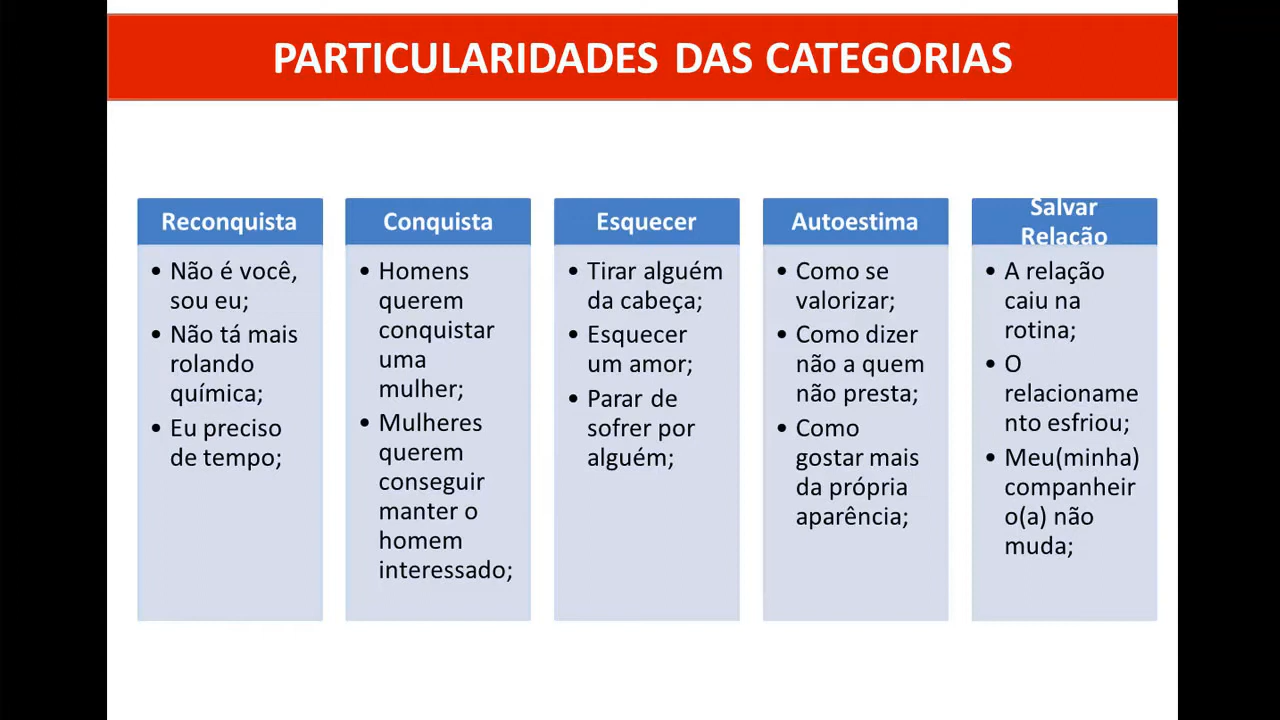 PARTICULARIDADES DAS CATEGORIAS
Reconquista
• Não é você,
sou eu;
• Não tá mais
rolando
química;
• Eu preciso
de tempo;
Conquista
• Homens
querem
conquistar
uma
mulher;
• Mulheres
querem
conseguir
manter o
homem
interessado;
Esquecer
• Tirar alguém
da cabeça;
• Esquecer
um amor;
• Parar de
sofrer por
alguém;
Autoestima
• Como se
valorizar;
• Como dizer
não a quem
não presta;
• Como
gostar mais
da própria
aparência;
Salvar
Relação
• A relação
caiu na
rotina;
• O
relacioname
nto esfriou;
• Meu(minha)
companheir
o(a) não
muda;